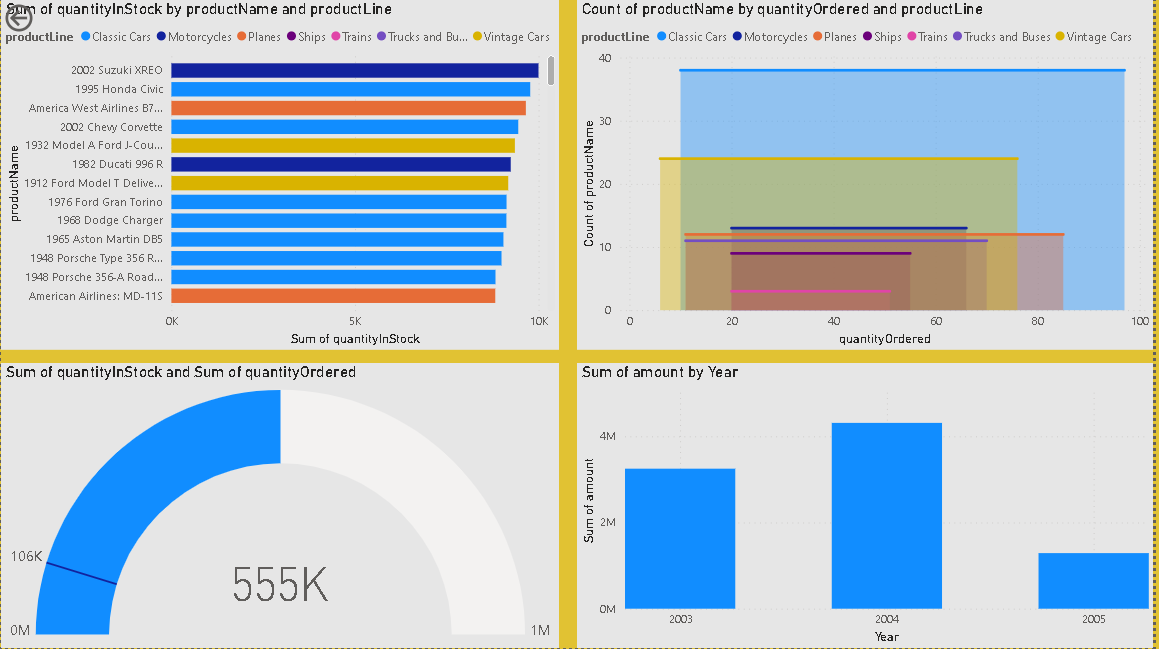 Sum of quantityInStock by productName and productLine
productLine Classic Cars Motorcycles Planes Ships Trains Trucks and Bu... Vintage Cars
productName
2002 Suzuki XREO
1995 Honda Civic
America West Airlines B7...
2002 Chevy Corvette
1932 Model A Ford J-Cou...
1982 Ducati 996 R
1912 Ford Model T Delive...
1976 Ford Gran Torino
1968 Dodge Charger
1965 Aston Martin DB5
1948 Porsche Type 356 R...
1948 Porsche 356-A Road...
American Airlines: MD-11S
0K 5K 10K
Sum of quantityInStock
Count of productName by quantityOrdered and productLine
productLine Classic Cars Motorcycles Planes Ships Trains Trucks and Buses Vintage Cars
Count of productName
40
30
20
10
0
0 20 40 60 80 100
quantityOrdered
Sum of quantityInStock and Sum of quantityOrdered
106K
555K
0M 1M
Sum of amount by Year
Sum of amount
4M
2M
0M
2003 2004 2005
Year